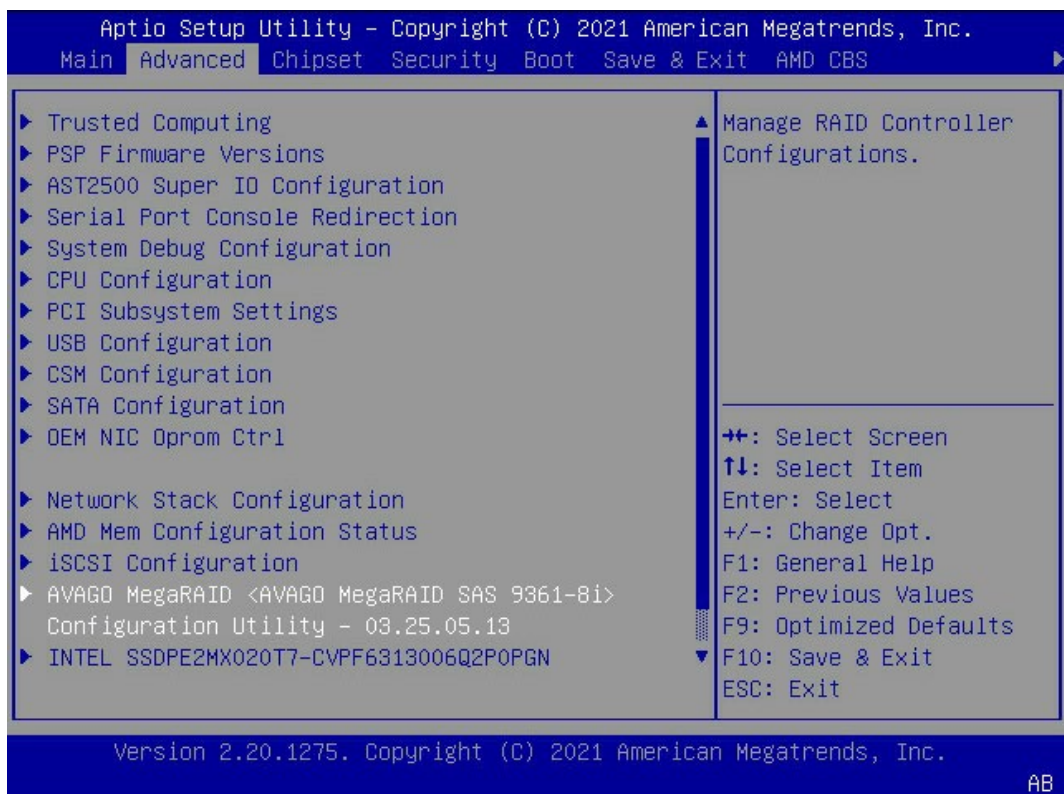 Aptio Setup Utility – Copyright (C) 2021 American Megatrends, Inc.
Main Advanced Chipset Security Boot Save & Exit AMD CBS
Trusted Computing
PSP Firmware Versions
AST2500 Super IO Configuration
Serial Port Console Redirection
System Debug Configuration
CPU Configuration
PCI Subsystem Settings
USB Configuration
CSM Configuration
SATA Configuration
OEM NIC Oprom Ctrl
Network Stack Configuration
AMD Mem Configuration Status
iSCSI Configuration
AVAGO MegaRAID <AVAGO MegaRAID SAS 9361-8i>
Configuration Utility – 03.25.05.13
INTEL SSDPE2MX020T7-CVPF6313006Q2P0PGN
Manage RAID Controller
Configurations.
→←: Select Screen
↑↓: Select Item
Enter: Select
+/-: Change Opt.
F1: General Help
F2: Previous Values
F9: Optimized Defaults
F10: Save & Exit
ESC: Exit
Version 2.20.1275. Copyright (C) 2021 American Megatrends, Inc.
AB